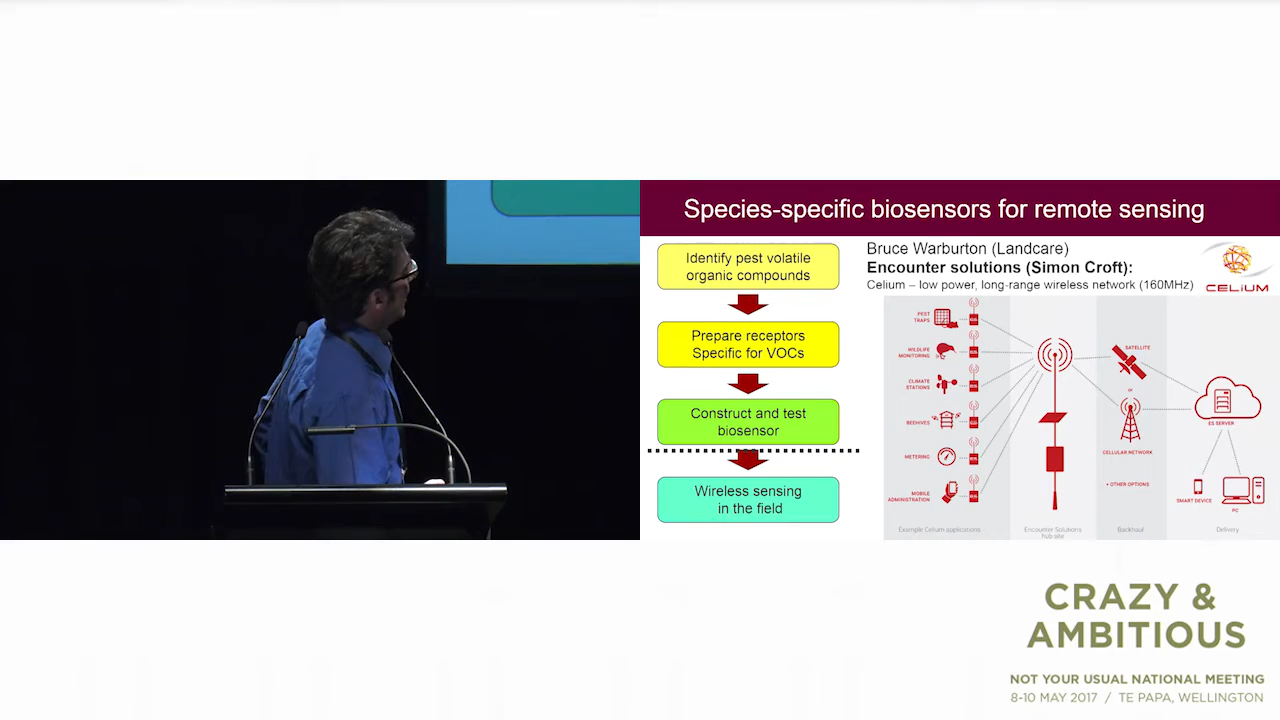 Species-specific biosensors for remote sensing
Identify pest volatile
organic compounds
Prepare receptors
Specific for VOCs
Construct and test
biosensor
Wireless sensing
in the field
Bruce Warburton (Landcare)
Encounter solutions (Simon Croft):
Celium – low power, long-range wireless network (160MHz)
CELIUM
PEST
TRAPS
WILDLIFE
MONITORING
CLIMATE
STATIONS
BEEHIVES
METERING
MOBILE
ADMINISTRATION
SATELLITE
or
CELLULAR NETWORK
+ OTHER OPTIONS
ES SERVER
SMART DEVICE
PC
Example Celium applications
Encounter Solutions
hub site
Backhaul
Delivery
CRAZY &
AMBITIOUS
NOT YOUR USUAL NATIONAL MEETING
8-10 MAY 2017 / TE PAPA, WELLINGTON